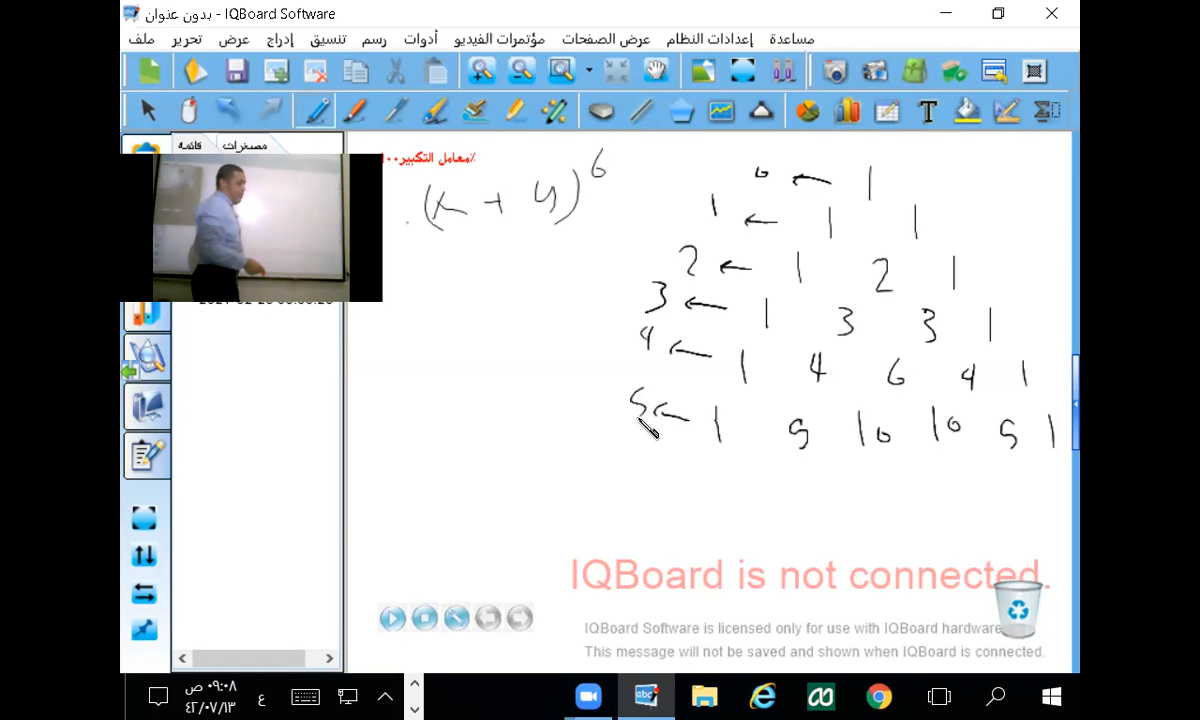 بدون عنوان - IQBoard Software
ملف تحرير عرض إدراج تنسيق رسم أدوات مؤتمرات الفيديو عرض الصفحات إعدادات النظام مساعدة
قائمة مصغرات
معامل التكبير١٠٠٪
(x + y)^6
0 ← 1
1 ← 1 1
2 ← 1 2 1
3 ← 1 3 3 1
4 ← 1 4 6 4 1
5 ← 1 5 10 10 5 1
IQBoard is not connected.
IQBoard Software is licensed only for use with IQBoard hardware
This message will not be saved and shown when IQBoard is connected.
٠٩:٠٨ ص
ع
٤٢/٠٧/١٣